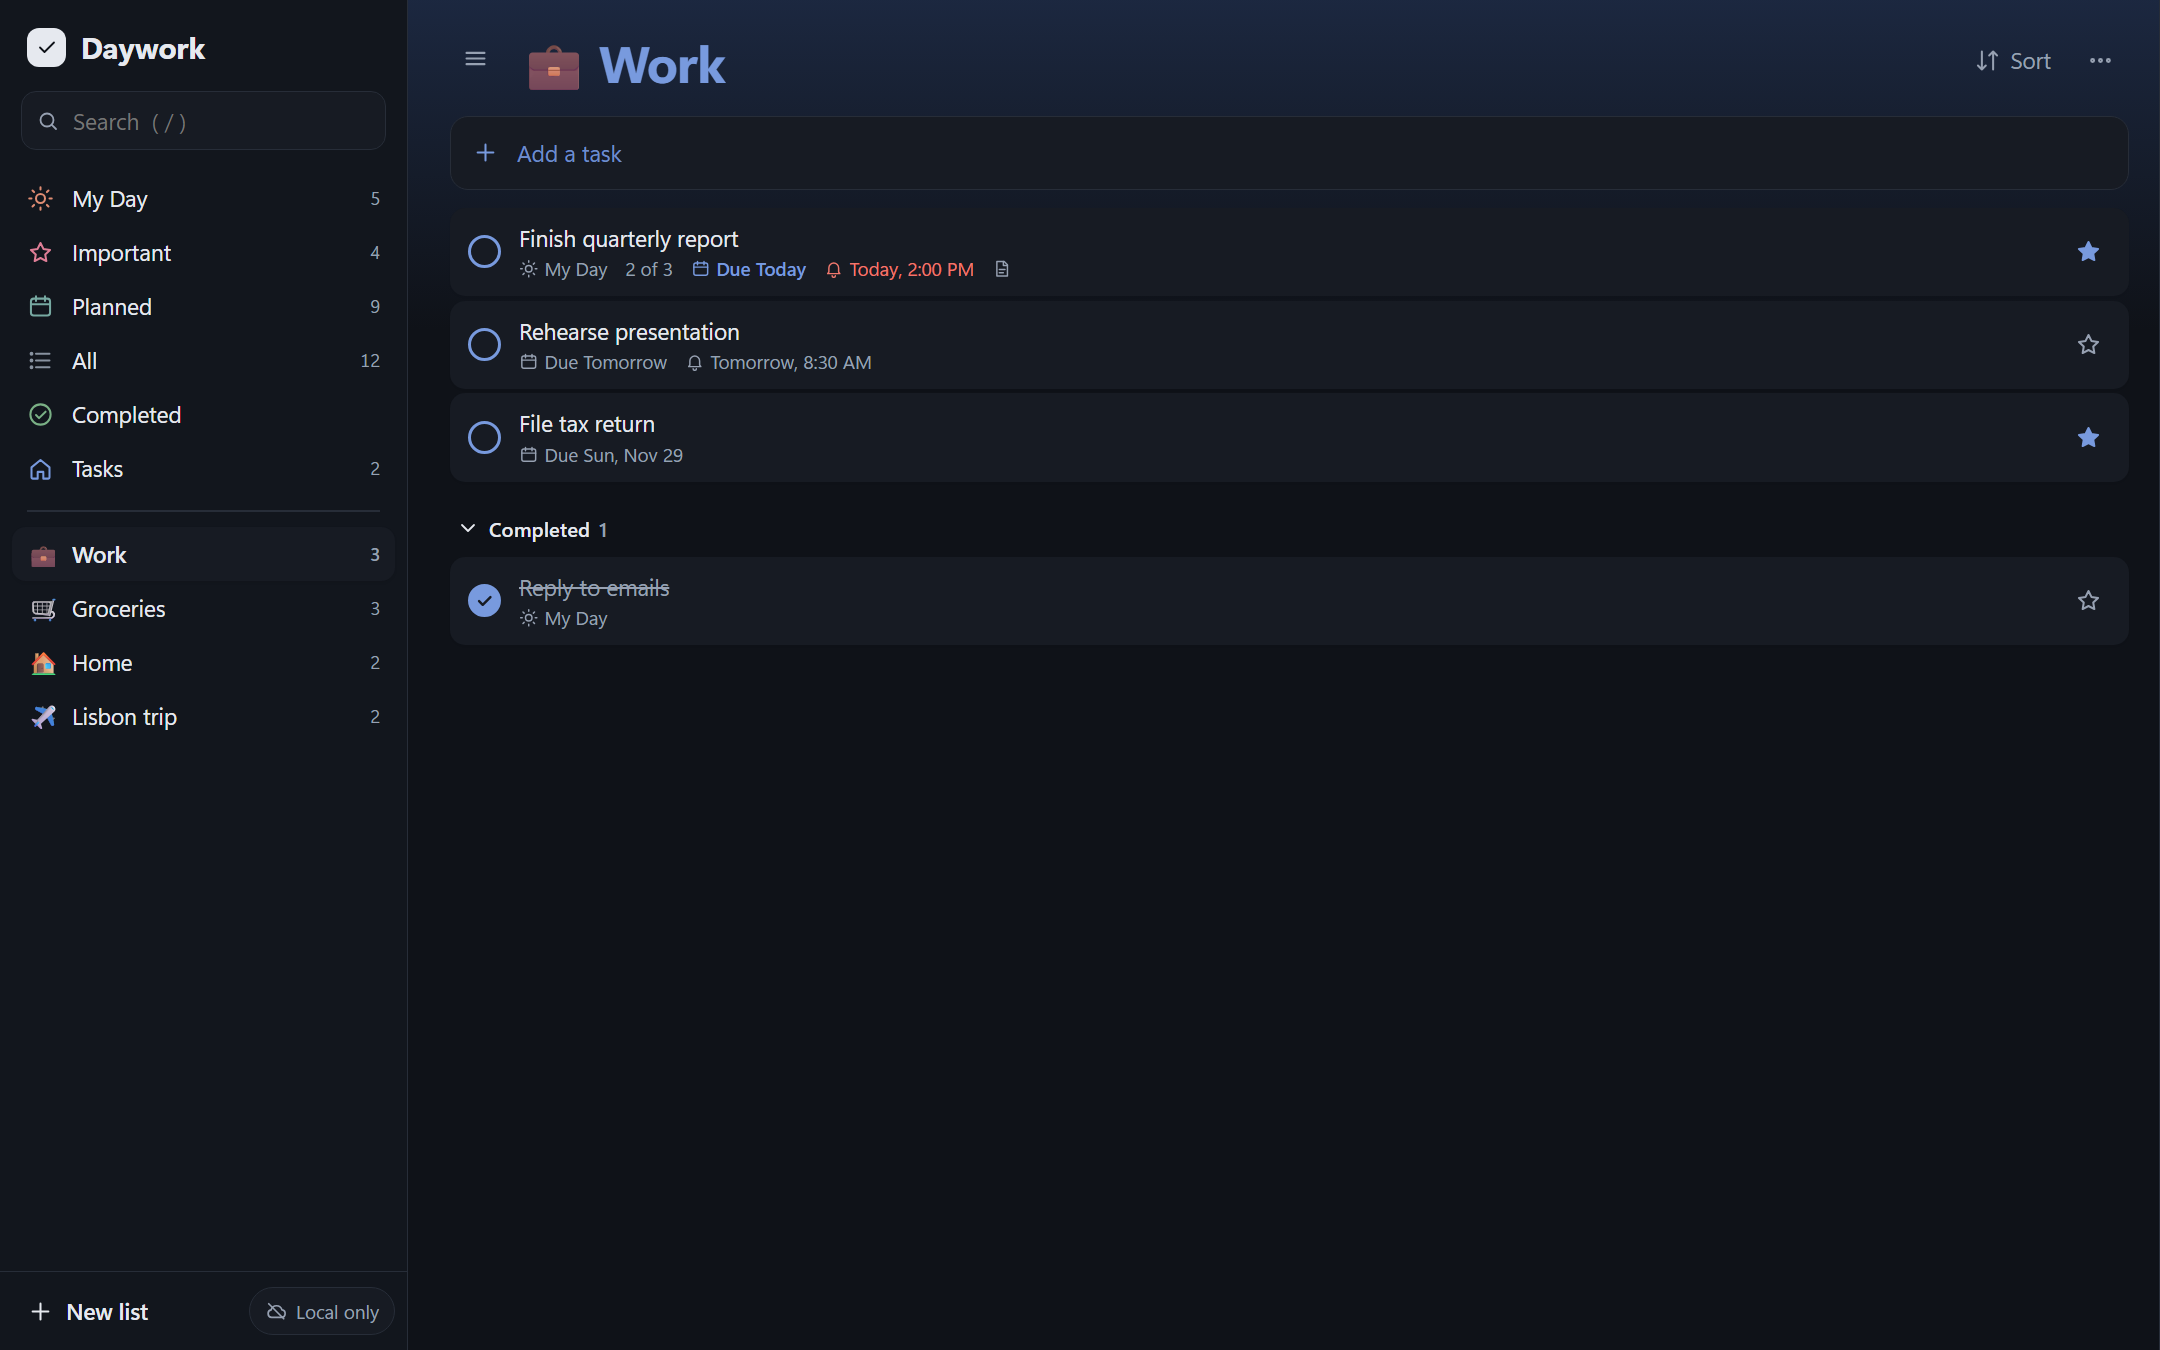 Daywork
Search ( / )
My Day 5
Important 4
Planned 9
All 12
Completed
Tasks 2
Work 3
Groceries 3
Home 2
Lisbon trip 2
New list
Local only
Work
Sort
Add a task
Finish quarterly report
My Day 2 of 3 Due Today Today, 2:00 PM
Rehearse presentation
Due Tomorrow Tomorrow, 8:30 AM
File tax return
Due Sun, Nov 29
Completed 1
Reply to emails
My Day